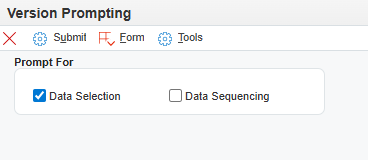 Version Prompting
Submit Form Tools
Prompt For
Data Selection Data Sequencing